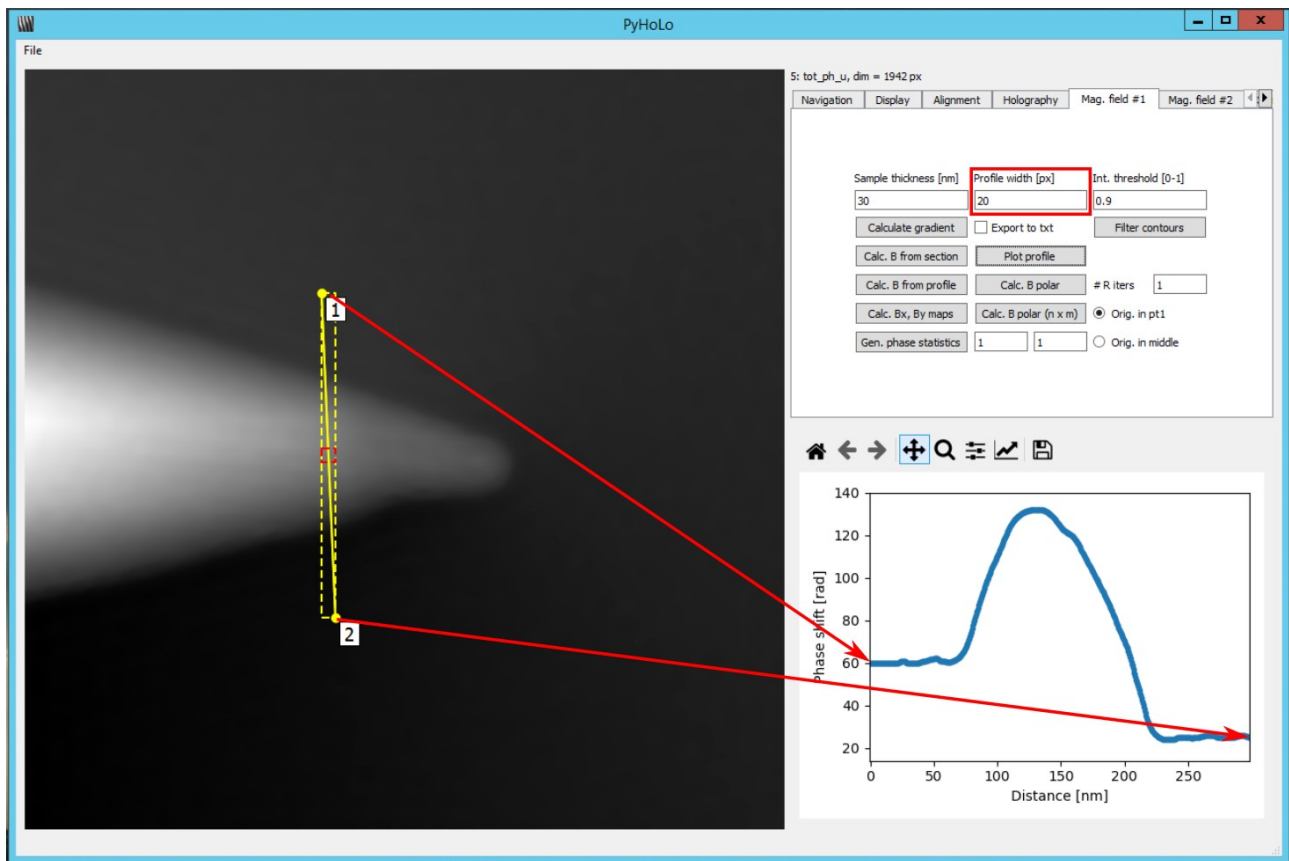 PyHoLo
File
5: tot_ph_u, dim = 1942 px
Navigation Display Alignment Holography Mag. field #1 Mag. field #2
Sample thickness [nm] Profile width [px] Int. threshold [0-1]
30 20 0.9
Calculate gradient Export to txt Filter contours
Calc. B from section Plot profile
Calc. B from profile Calc. B polar # R iters 1
Calc. Bx, By maps Calc. B polar (n x m) Orig. in pt1
Gen. phase statistics 1 1 Orig. in middle
1
2
140
120
100
80
60
40
20
Phase shift [rad]
0 50 100 150 200 250
Distance [nm]